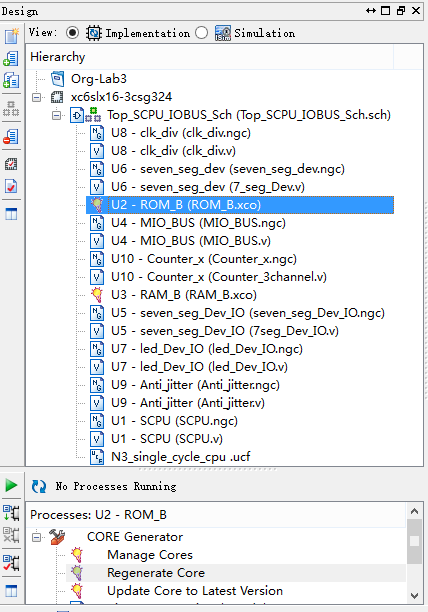 Design
View: Implementation Simulation
Hierarchy
Org-Lab3
xc6slx16-3csg324
Top_SCPU_IOBUS_Sch (Top_SCPU_IOBUS_Sch.sch)
U8 - clk_div (clk_div.ngc)
U8 - clk_div (clk_div.v)
U6 - seven_seg_dev (seven_seg_dev.ngc)
U6 - seven_seg_dev (7_seg_Dev.v)
U2 - ROM_B (ROM_B.xco)
U4 - MIO_BUS (MIO_BUS.ngc)
U4 - MIO_BUS (MIO_BUS.v)
U10 - Counter_x (Counter_x.ngc)
U10 - Counter_x (Counter_3channel.v)
U3 - RAM_B (RAM_B.xco)
U5 - seven_seg_Dev_IO (seven_seg_Dev_IO.ngc)
U5 - seven_seg_Dev_IO (7seg_Dev_IO.v)
U7 - led_Dev_IO (led_Dev_IO.ngc)
U7 - led_Dev_IO (led_Dev_IO.v)
U9 - Anti_jitter (Anti_jitter.ngc)
U9 - Anti_jitter (Anti_jitter.v)
U1 - SCPU (SCPU.ngc)
U1 - SCPU (SCPU.v)
N3_single_cycle_cpu .ucf
No Processes Running
Processes: U2 - ROM_B
CORE Generator
Manage Cores
Regenerate Core
Update Core to Latest Version